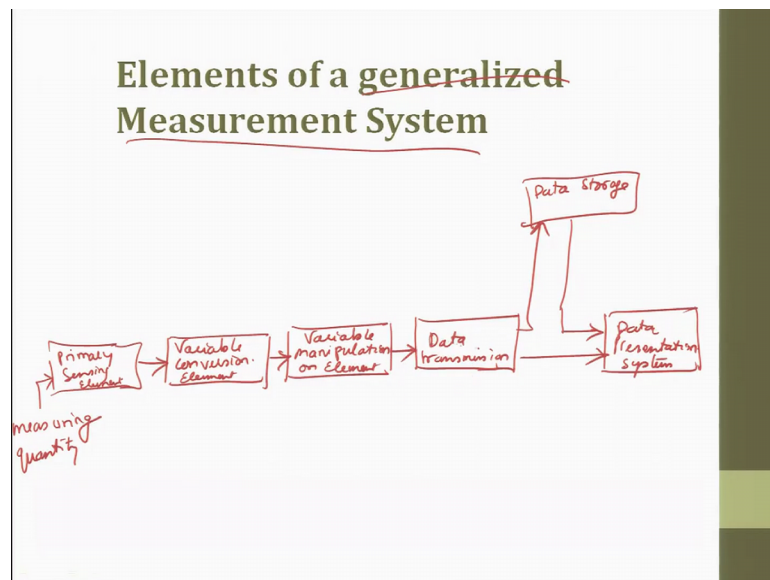 Elements of a generalized
Measurement System
Data Storage
Primary
Sensing
Element
Variable
conversion.
Element
Variable
manipulation
on Element
Data
transmission
Data
Presentation
system
measuring
quantity